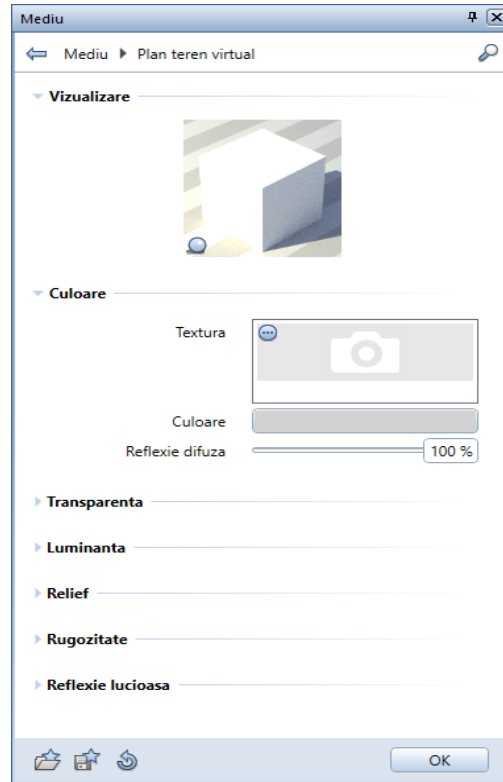 Mediu
Mediu Plan teren virtual
Vizualizare
Culoare
Textura
Culoare
Reflexie difuza 100 %
Transparenta
Luminanta
Relief
Rugozitate
Reflexie lucioasa
OK